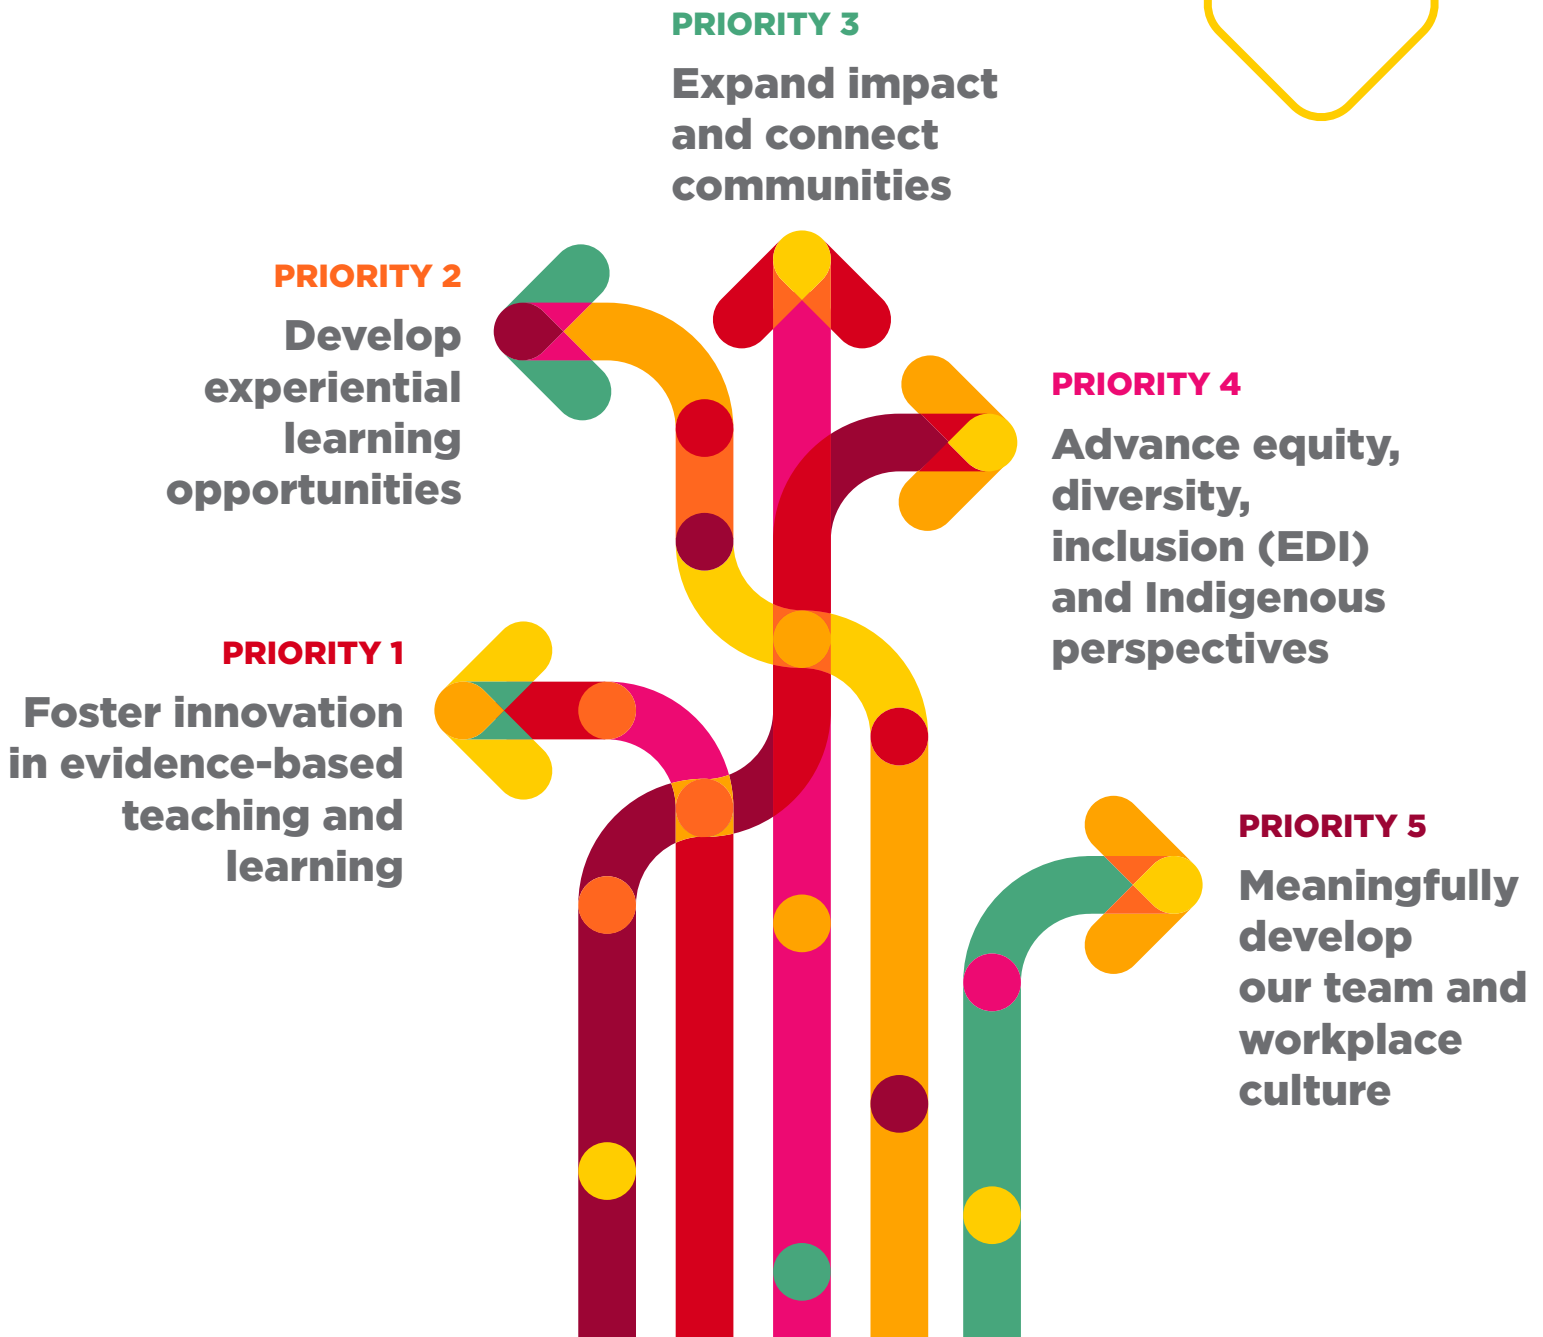 PRIORITY 3
Expand impact
and connect
communities
PRIORITY 2
Develop
experiential
learning
opportunities
PRIORITY 4
Advance equity,
diversity,
inclusion (EDI)
and Indigenous
perspectives
PRIORITY 1
Foster innovation
in evidence-based
teaching and
learning
PRIORITY 5
Meaningfully
develop
our team and
workplace
culture